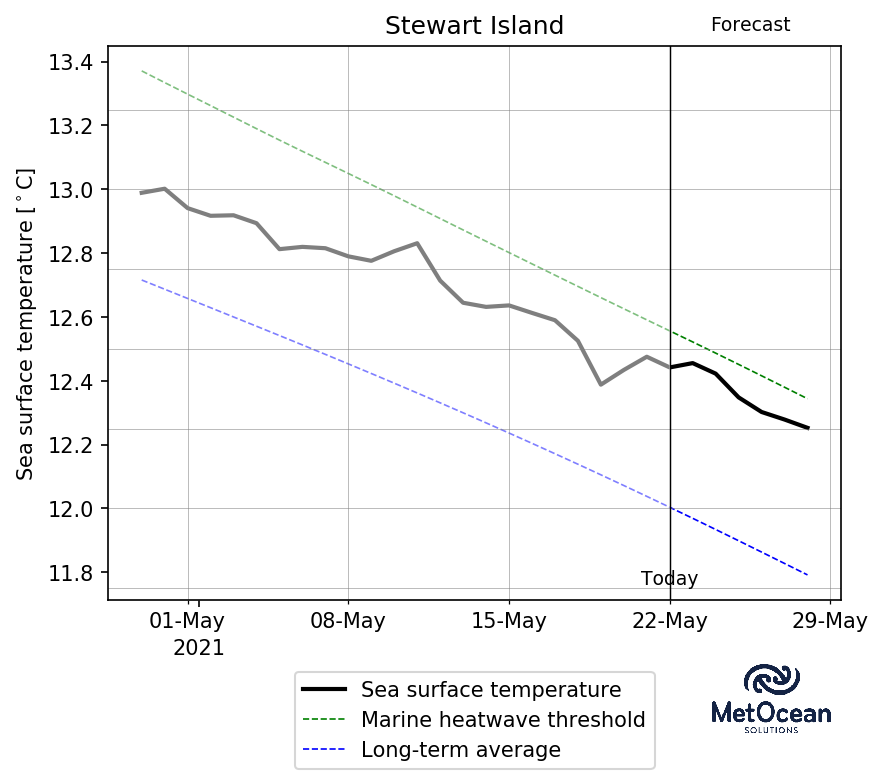 Stewart Island
Forecast
Sea surface temperature [°C]
13.4
13.2
13.0
12.8
12.6
12.4
12.2
12.0
11.8
Today
01-May 08-May 15-May 22-May 29-May
2021
Sea surface temperature
Marine heatwave threshold
Long-term average
MetOcean
SOLUTIONS